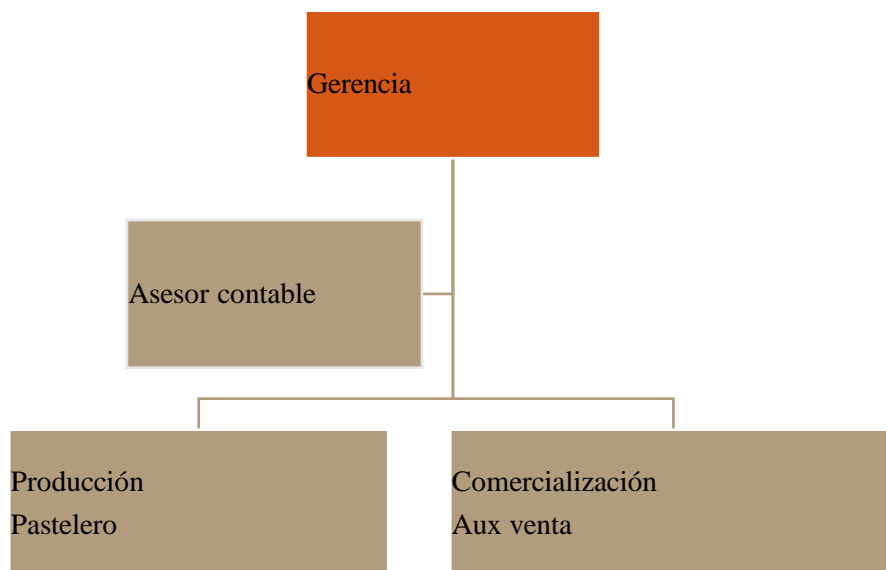 Gerencia
Asesor contable
Producción
Pastelero
Comercialización
Aux venta